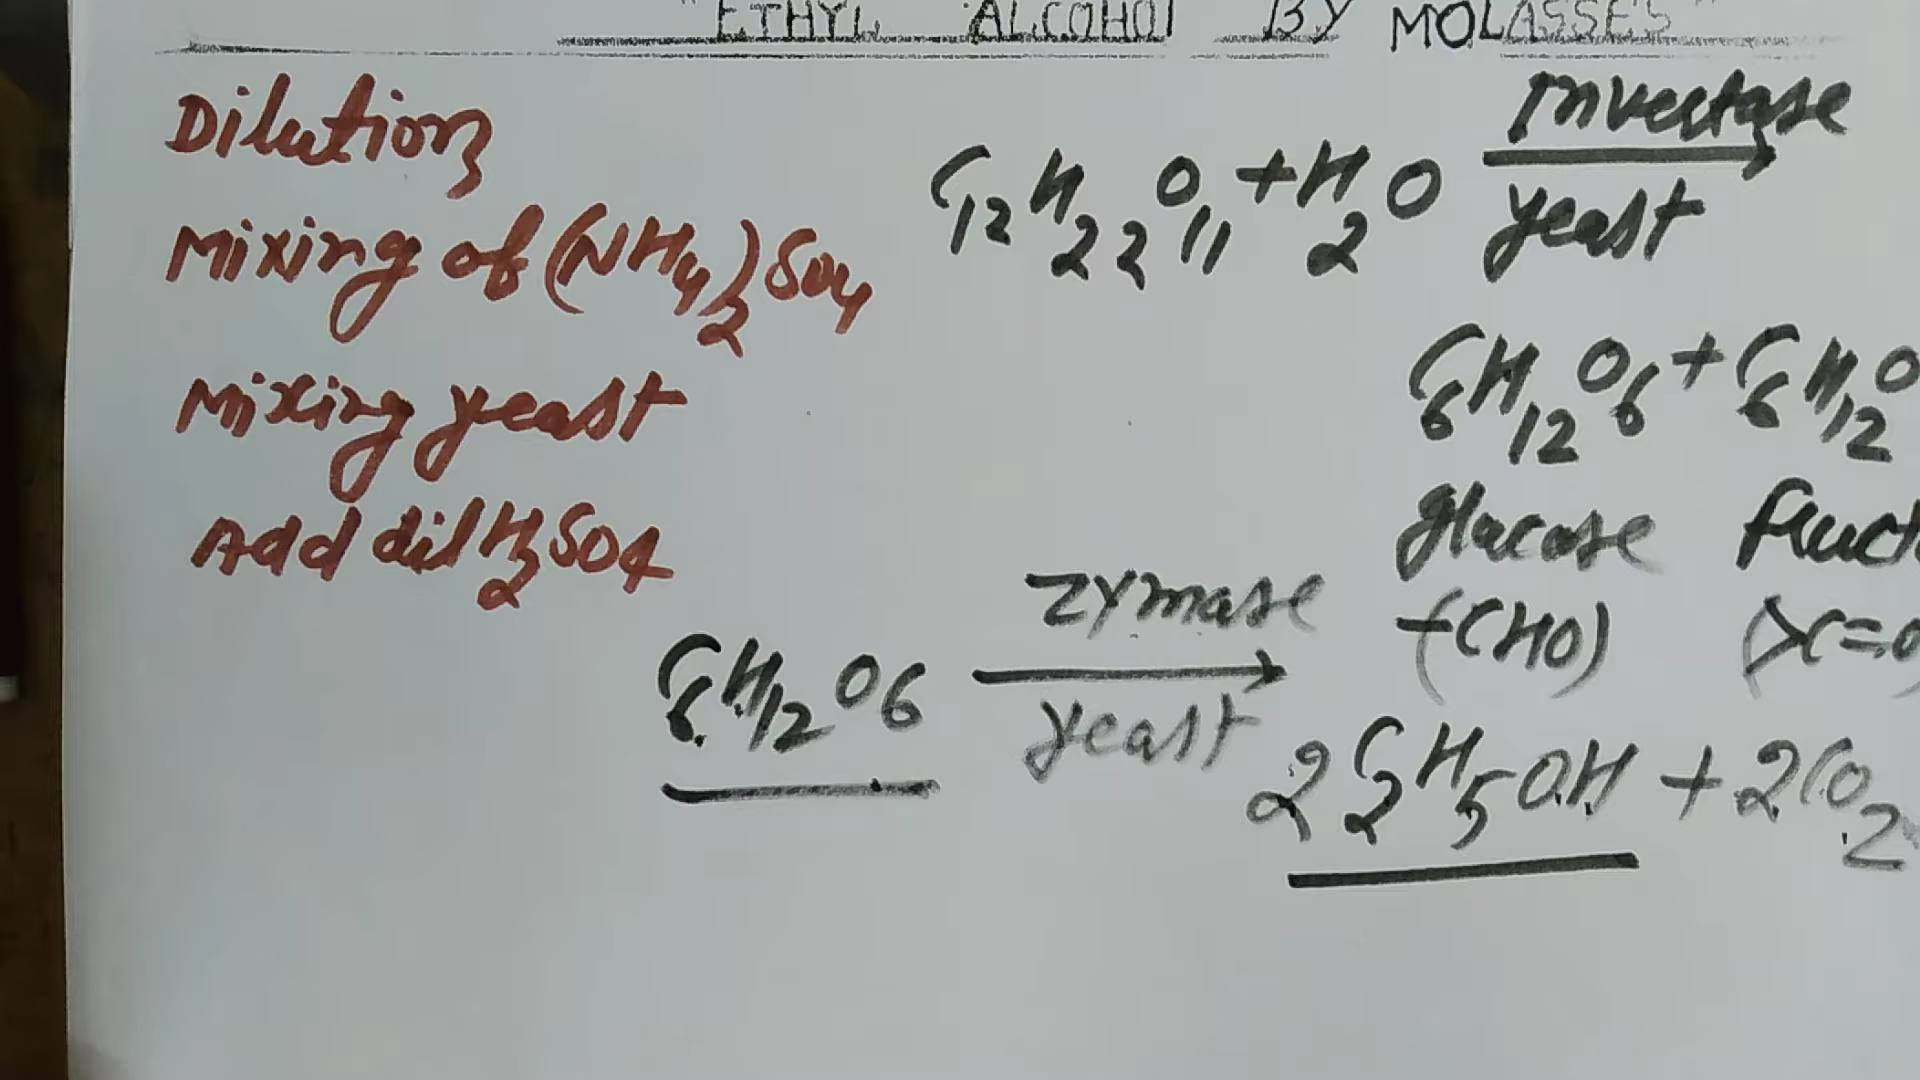 "ETHYL ALCOHOL BY MOLASSES"
Dilution
Mixing of (NH4)2SO4
Mixing yeast
Add dil H2SO4
C12H22O11 + H2O
Invertase
yeast
C6H12O6 + C6H12O
glucose
(CHO) (>C=O)
C6H12O6
zymase
yeast
2C2H5OH + 2CO2